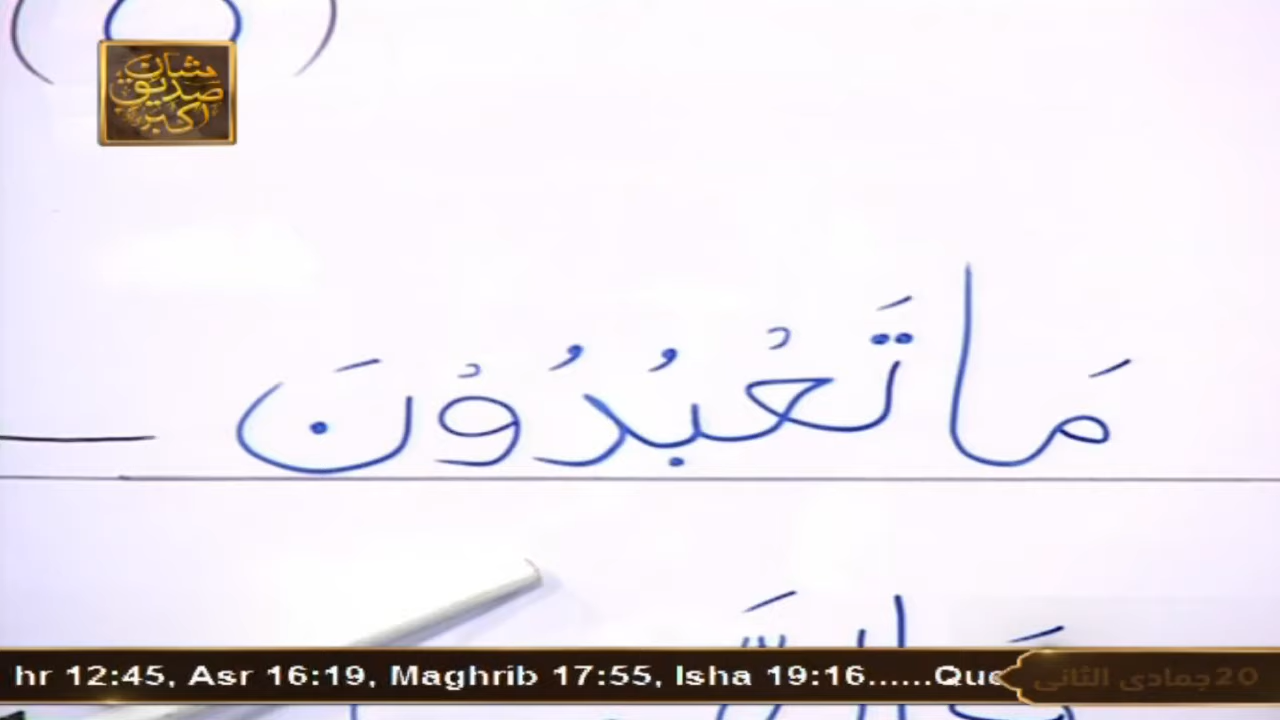 شان
صدیق
اکبر
مَا تَعْبُدُوْنَ
hr 12:45, Asr 16:19, Maghrib 17:55, Isha 19:16......Que
20جمادی الثانی